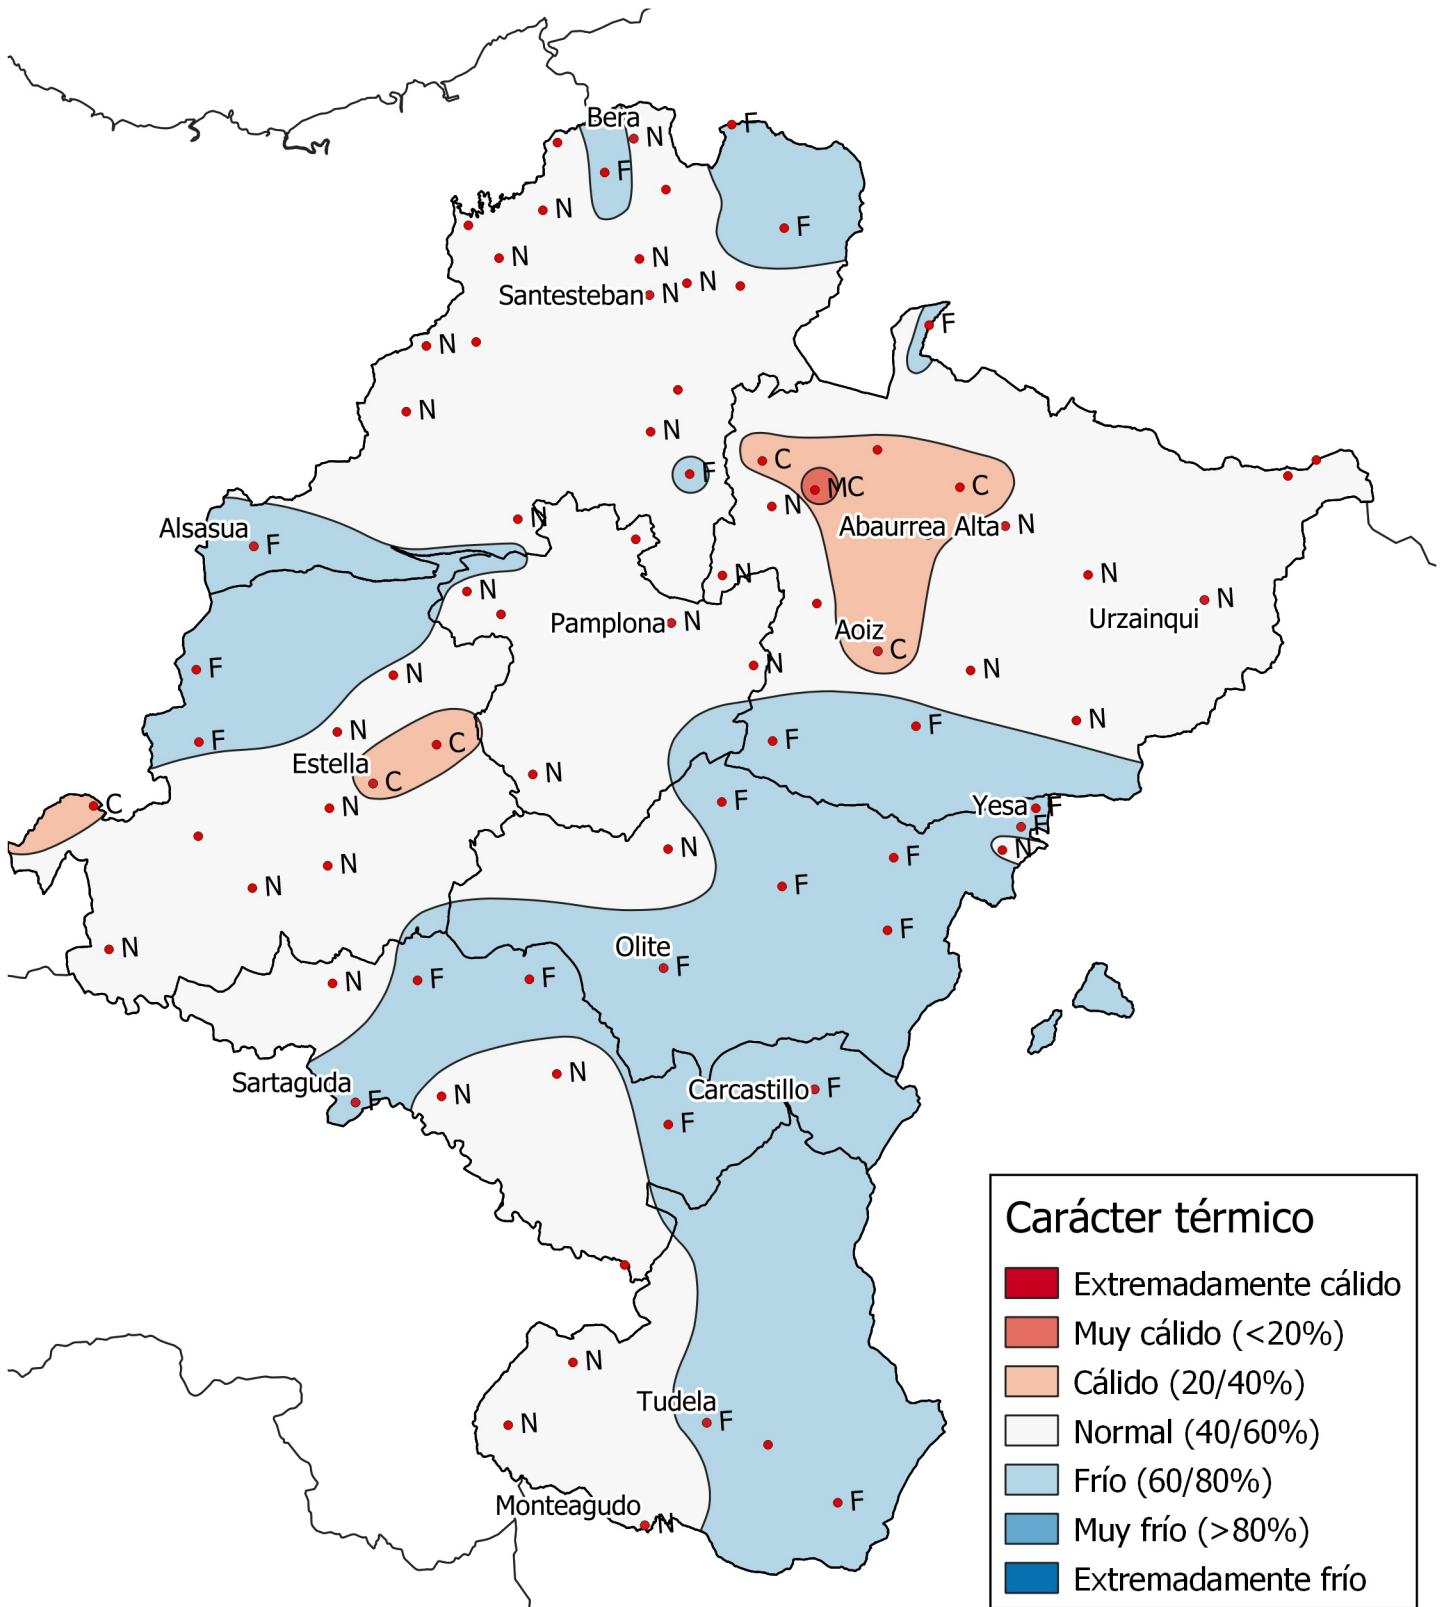 Bera
N
F
F
N
F
N
N
Santesteban
N
N
F
N
N
N
C
F
MC
C
N
Abaurrea Alta
N
Alsasua
N
F
N
N
N
Pamplona
N
Urzainqui
N
Aoiz
C
F
N
N
N
F
N
N
F
F
F
C
Estella
N
C
N
F
Yesa
F
F
C
N
N
N
F
N
F
N
F
N
Olite
F
N
F
F
Sartaguda
F
N
N
Carcastillo
F
F
N
Tudela
F
N
Monteagudo
N
F
Carácter térmico
Extremadamente cálido
Muy cálido (<20%)
Cálido (20/40%)
Normal (40/60%)
Frío (60/80%)
Muy frío (>80%)
Extremadamente frío